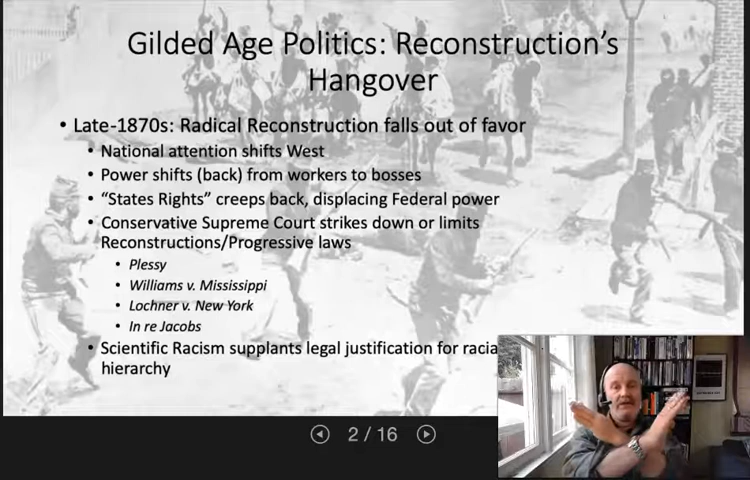 Gilded Age Politics: Reconstruction's
Hangover
• Late-1870s: Radical Reconstruction falls out of favor
• National attention shifts West
• Power shifts (back) from workers to bosses
• "States Rights" creeps back, displacing Federal power
• Conservative Supreme Court strikes down or limits
Reconstructions/Progressive laws
• Plessy
• Williams v. Mississippi
• Lochner v. New York
• In re Jacobs
• Scientific Racism supplants legal justification for racia
hierarchy
2 / 16